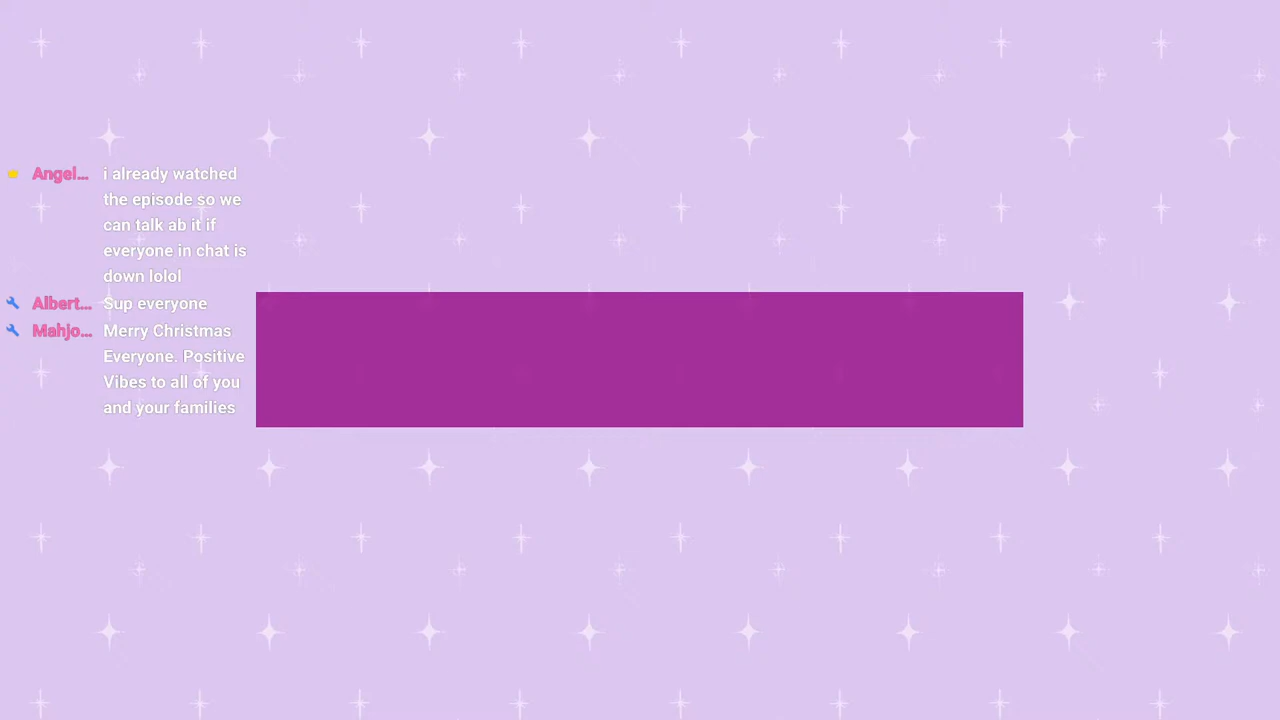 Angel... i already watched
the episode so we
can talk ab it if
everyone in chat is
down lolol
Albert... Sup everyone
Mahjo... Merry Christmas
Everyone. Positive
Vibes to all of you
and your families